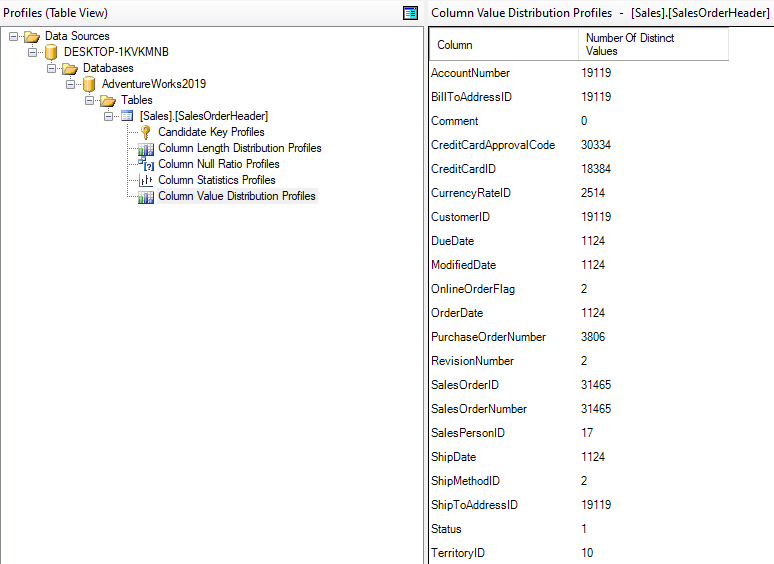 Profiles (Table View)
Data Sources
DESKTOP-1KVKMNB
Databases
AdventureWorks2019
Tables
[Sales].[SalesOrderHeader]
Candidate Key Profiles
Column Length Distribution Profiles
Column Null Ratio Profiles
Column Statistics Profiles
Column Value Distribution Profiles
Column Value Distribution Profiles - [Sales].[SalesOrderHeader]
Column Number Of Distinct Values
AccountNumber 19119
BillToAddressID 19119
Comment 0
CreditCardApprovalCode 30334
CreditCardID 18384
CurrencyRateID 2514
CustomerID 19119
DueDate 1124
ModifiedDate 1124
OnlineOrderFlag 2
OrderDate 1124
PurchaseOrderNumber 3806
RevisionNumber 2
SalesOrderID 31465
SalesOrderNumber 31465
SalesPersonID 17
ShipDate 1124
ShipMethodID 2
ShipToAddressID 19119
Status 1
TerritoryID 10